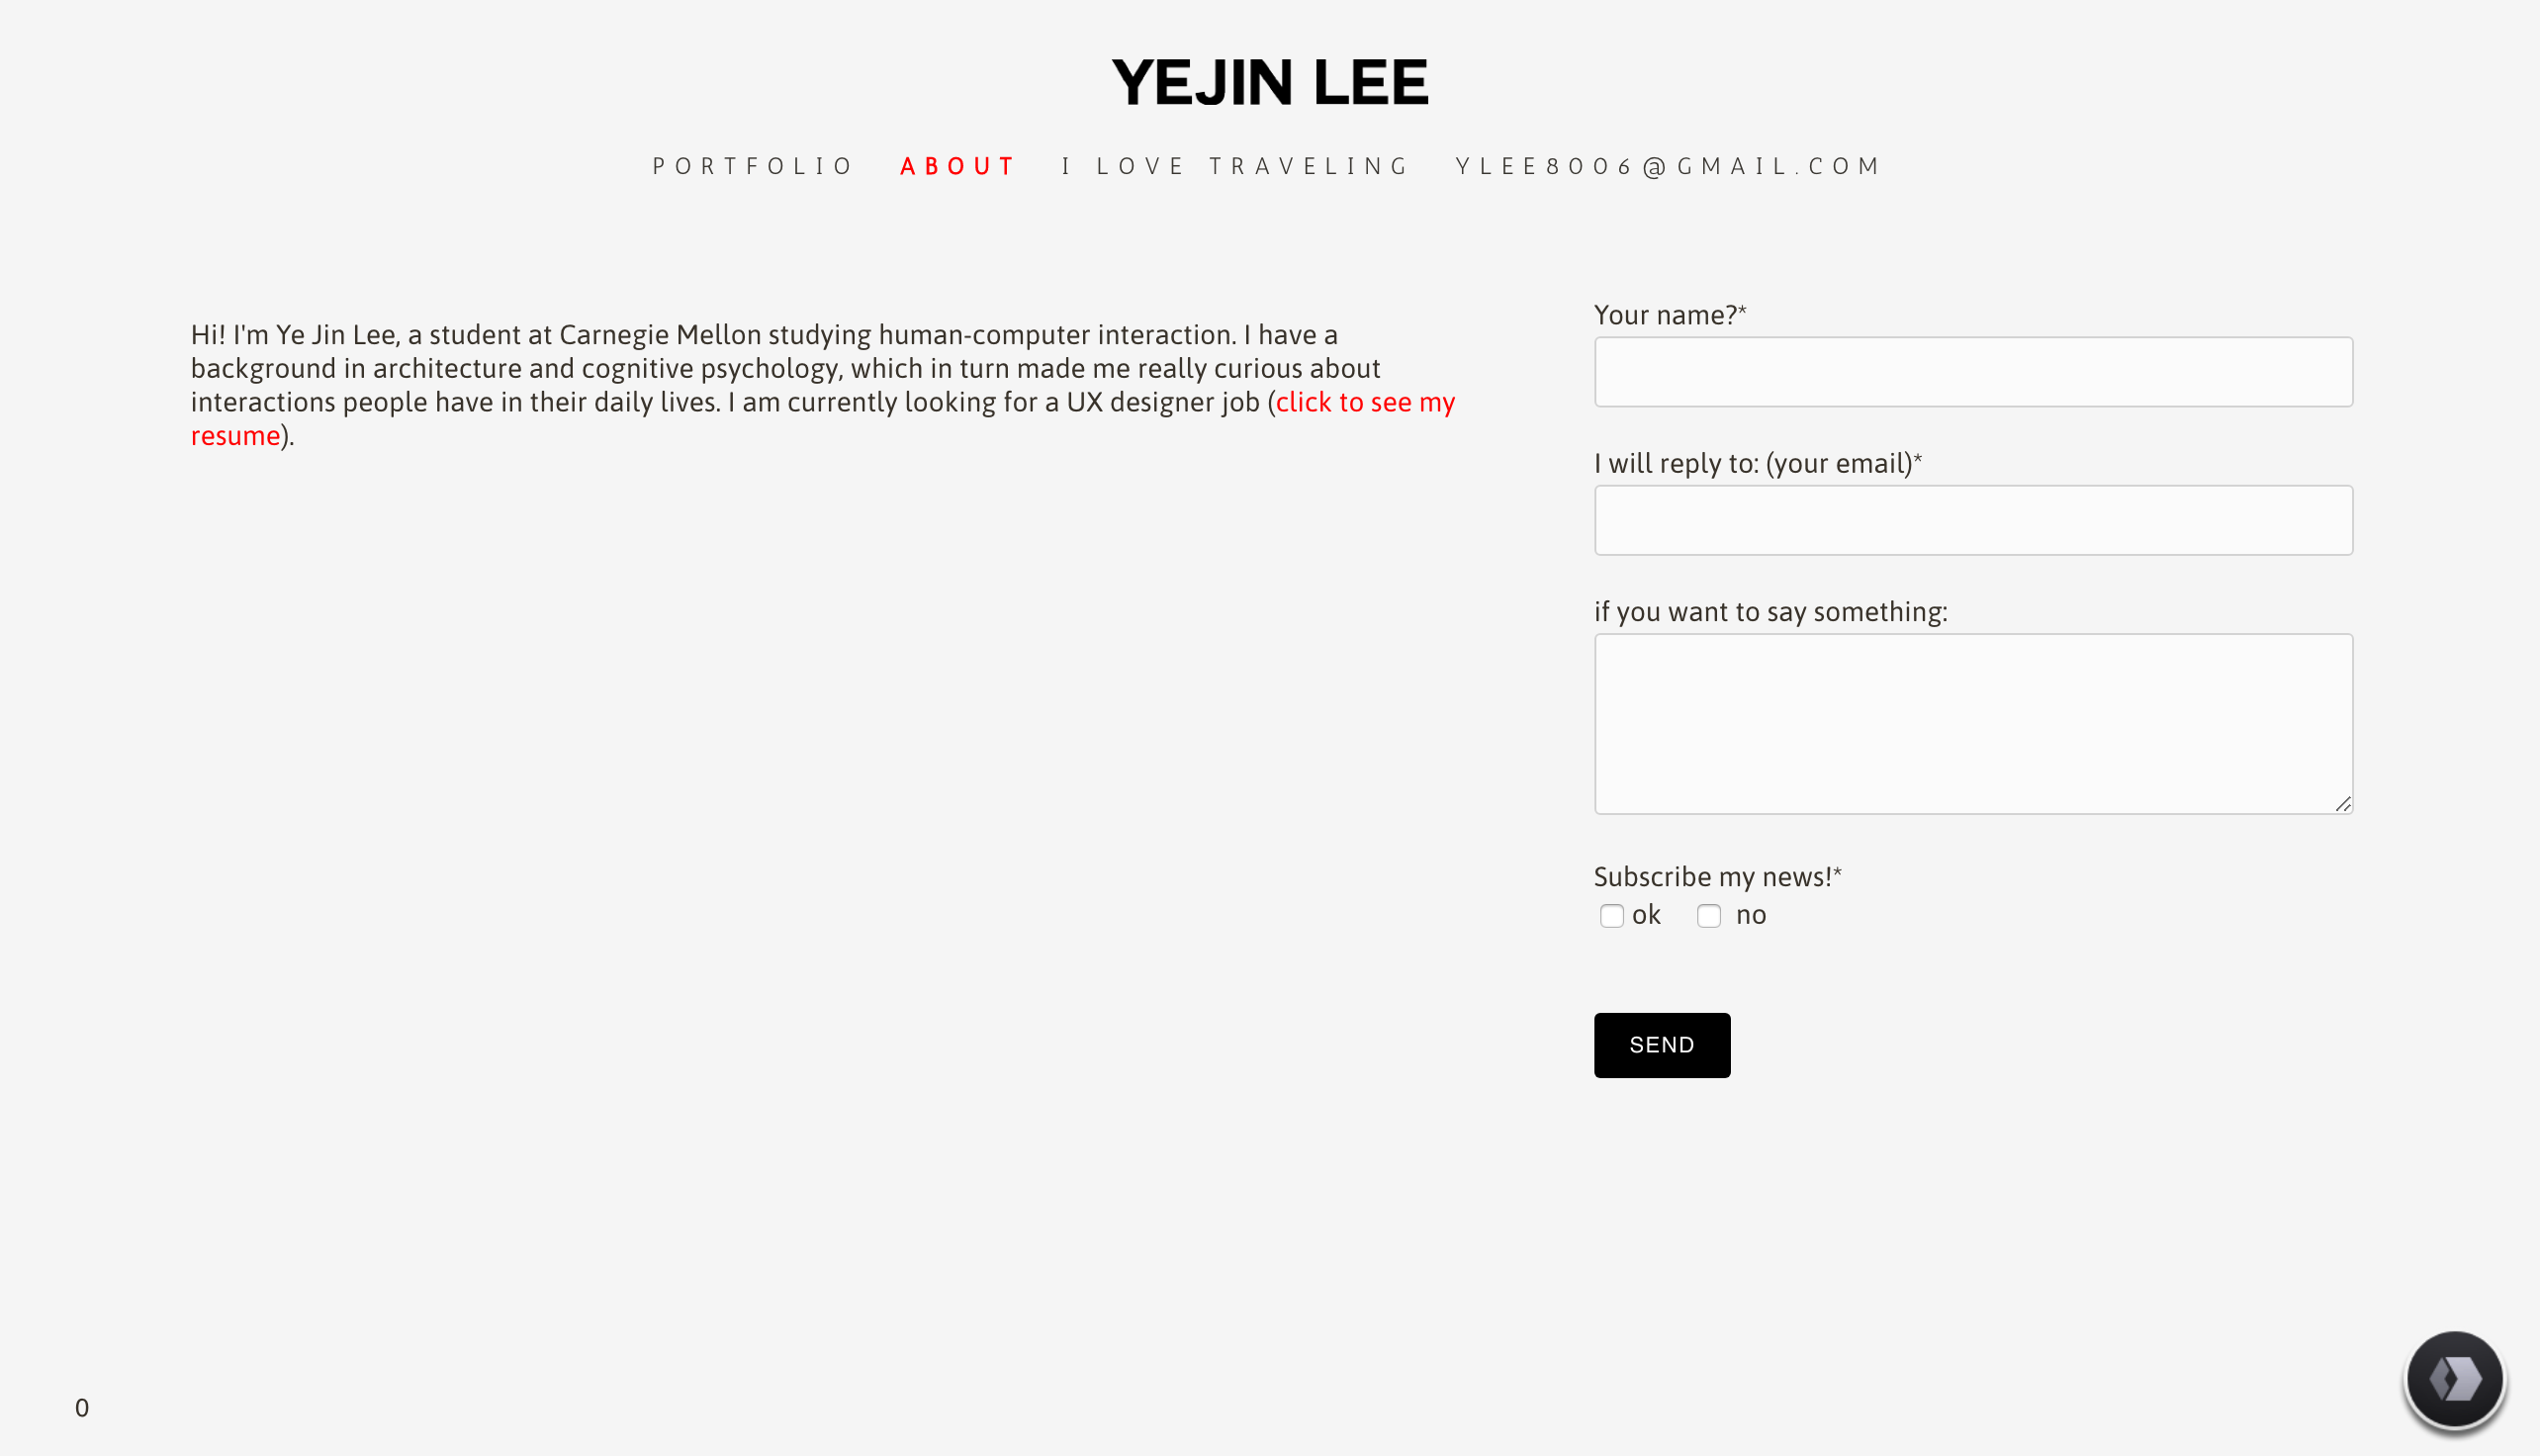 YEJIN LEE
PORTFOLIO ABOUT I LOVE TRAVELING YLEE8006@GMAIL.COM
Hi! I'm Ye Jin Lee, a student at Carnegie Mellon studying human-computer interaction. I have a
background in architecture and cognitive psychology, which in turn made me really curious about
interactions people have in their daily lives. I am currently looking for a UX designer job (click to see my
resume).
Your name?*
I will reply to: (your email)*
if you want to say something:
Subscribe my news!*
ok no
SEND
0